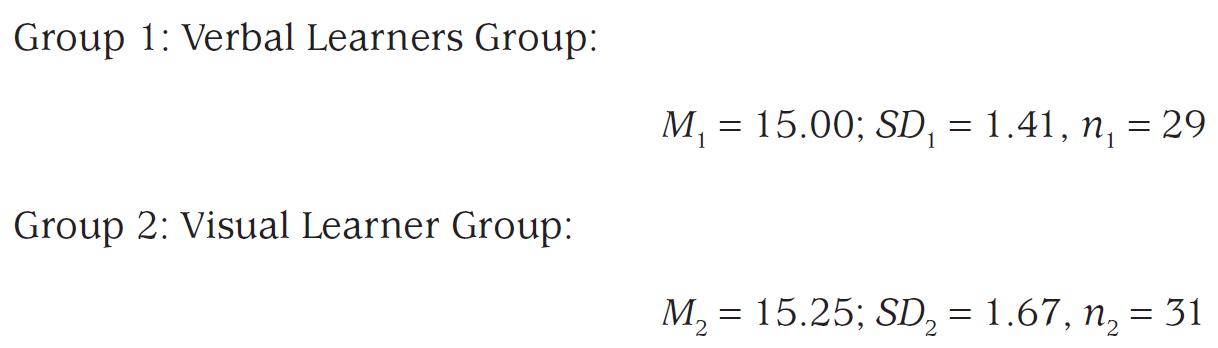 Group 1: Verbal Learners Group:
M₁ = 15.00; SD₁ = 1.41, n₁ = 29
Group 2: Visual Learner Group:
M₂ = 15.25; SD₂ = 1.67, n₂ = 31